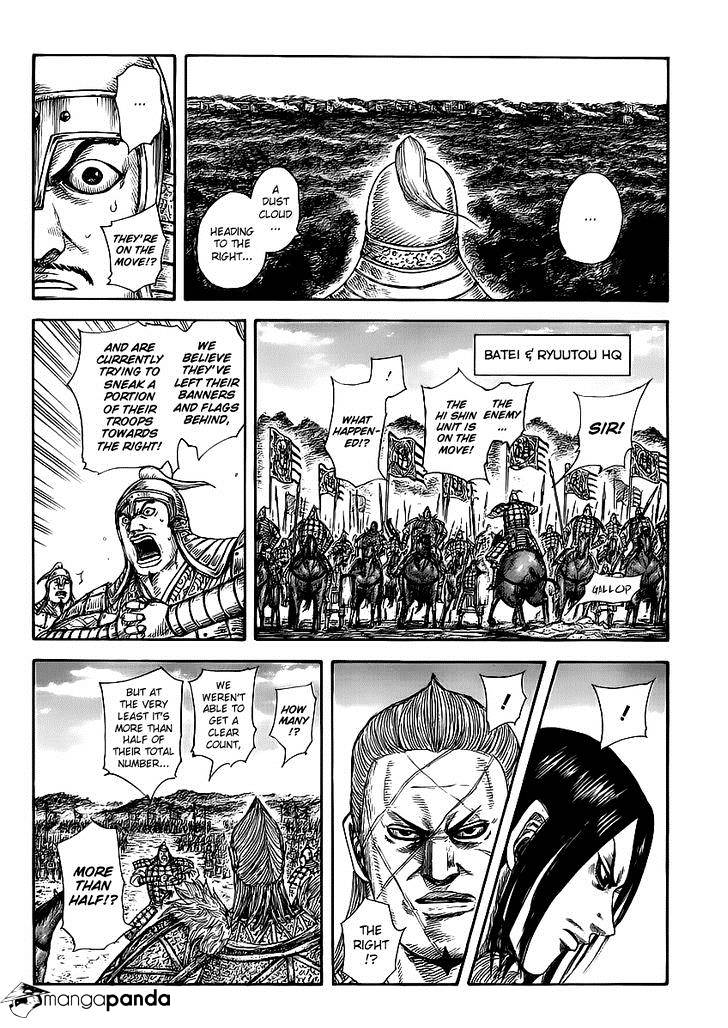 ...
A
DUST
CLOUD
...
HEADING
TO THE
RIGHT...
...
THEY'RE
ON THE
MOVE!?
BATEI & RYUUTOU HQ
SIR!
THE
ENEMY
...
THE
HI SHIN
UNIT IS
ON THE
MOVE!
WHAT
HAPPEN-
ED!?
GALLOP
WE
BELIEVE
THEY'VE
LEFT THEIR
BANNERS
AND FLAGS
BEHIND,
AND ARE
CURRENTLY
TRYING TO
SNEAK A
PORTION
OF THEIR
TROOPS
TOWARDS
THE RIGHT!
!
!
!
THE
RIGHT
!?
HOW
MANY!?
WE
WEREN'T
ABLE TO
GET A
CLEAR
COUNT,
BUT AT
THE VERY
LEAST IT'S
MORE THAN
HALF OF
THEIR TOTAL
NUMBER...
MORE
THAN
HALF!?
mangapanda